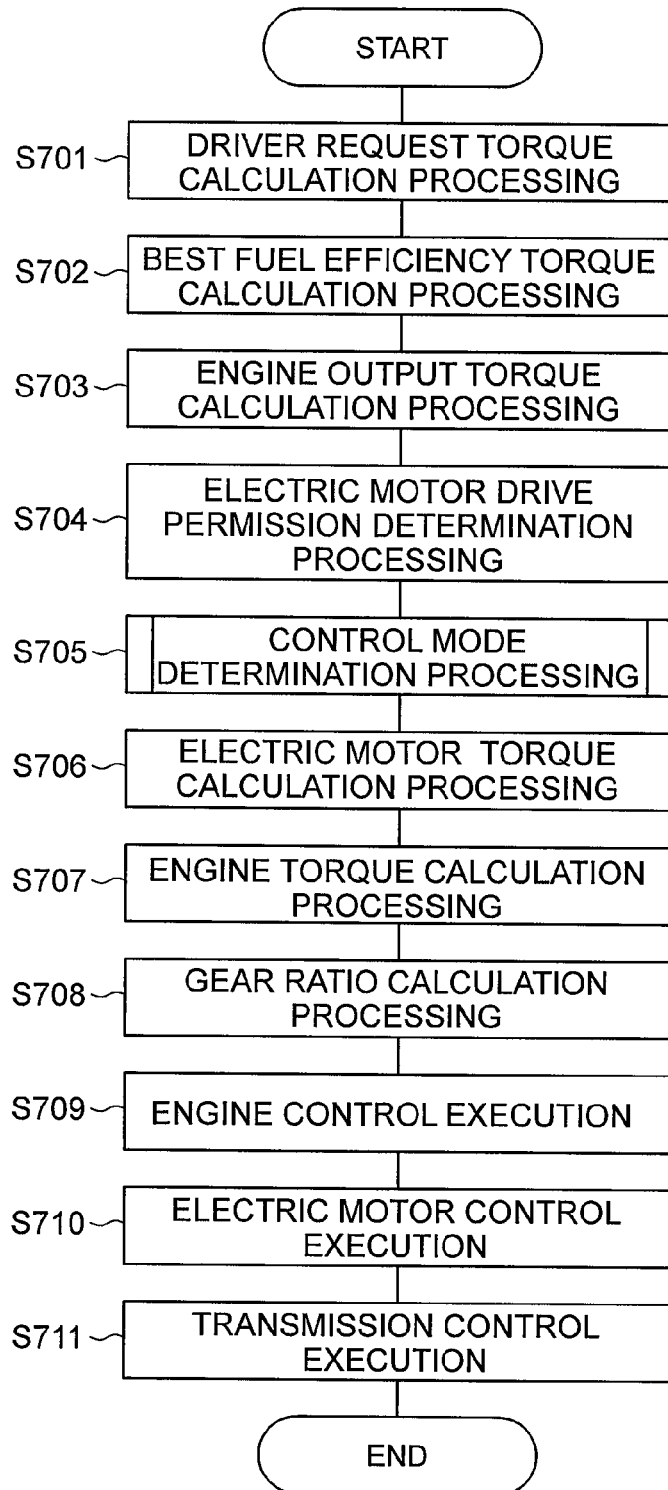 START
S701
DRIVER REQUEST TORQUE
CALCULATION PROCESSING
S702
BEST FUEL EFFICIENCY TORQUE
CALCULATION PROCESSING
S703
ENGINE OUTPUT TORQUE
CALCULATION PROCESSING
S704
ELECTRIC MOTOR DRIVE
PERMISSION DETERMINATION
PROCESSING
S705
CONTROL MODE
DETERMINATION PROCESSING
S706
ELECTRIC MOTOR TORQUE
CALCULATION PROCESSING
S707
ENGINE TORQUE CALCULATION
PROCESSING
S708
GEAR RATIO CALCULATION
PROCESSING
S709
ENGINE CONTROL EXECUTION
S710
ELECTRIC MOTOR CONTROL
EXECUTION
S711
TRANSMISSION CONTROL
EXECUTION
END